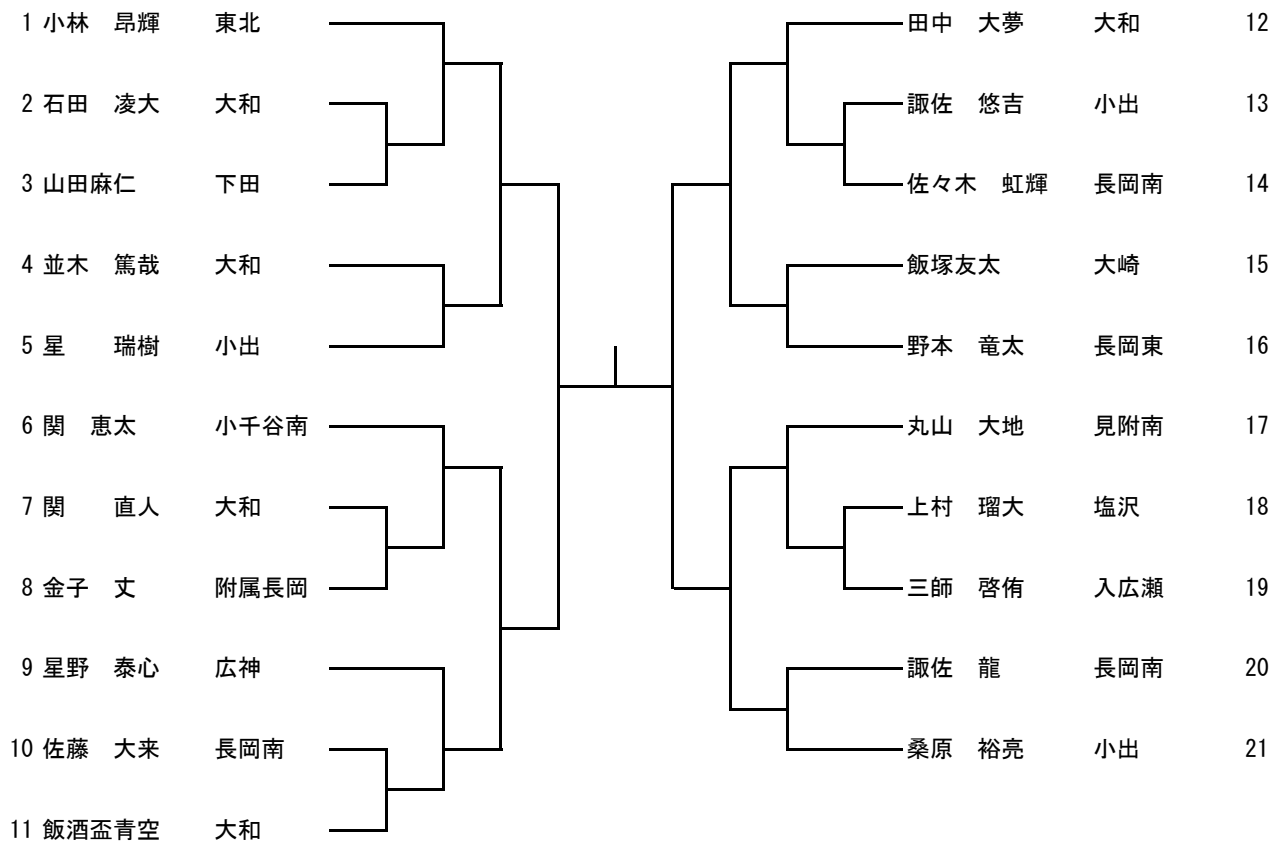 1 小林　昂輝　東北
2 石田　凌大　大和
3 山田麻仁　下田
4 並木　篤哉　大和
5 星　　瑞樹　小出
6 関　恵太　小千谷南
7 関　　直人　大和
8 金子　丈　附属長岡
9 星野　泰心　広神
10 佐藤　大来　長岡南
11 飯酒盃青空　大和
田中　大夢　大和　12
諏佐　悠吉　小出　13
佐々木　虹輝　長岡南　14
飯塚友太　大崎　15
野本　竜太　長岡東　16
丸山　大地　見附南　17
上村　瑠大　塩沢　18
三師　啓侑　入広瀬　19
諏佐　龍　長岡南　20
桑原　裕亮　小出　21